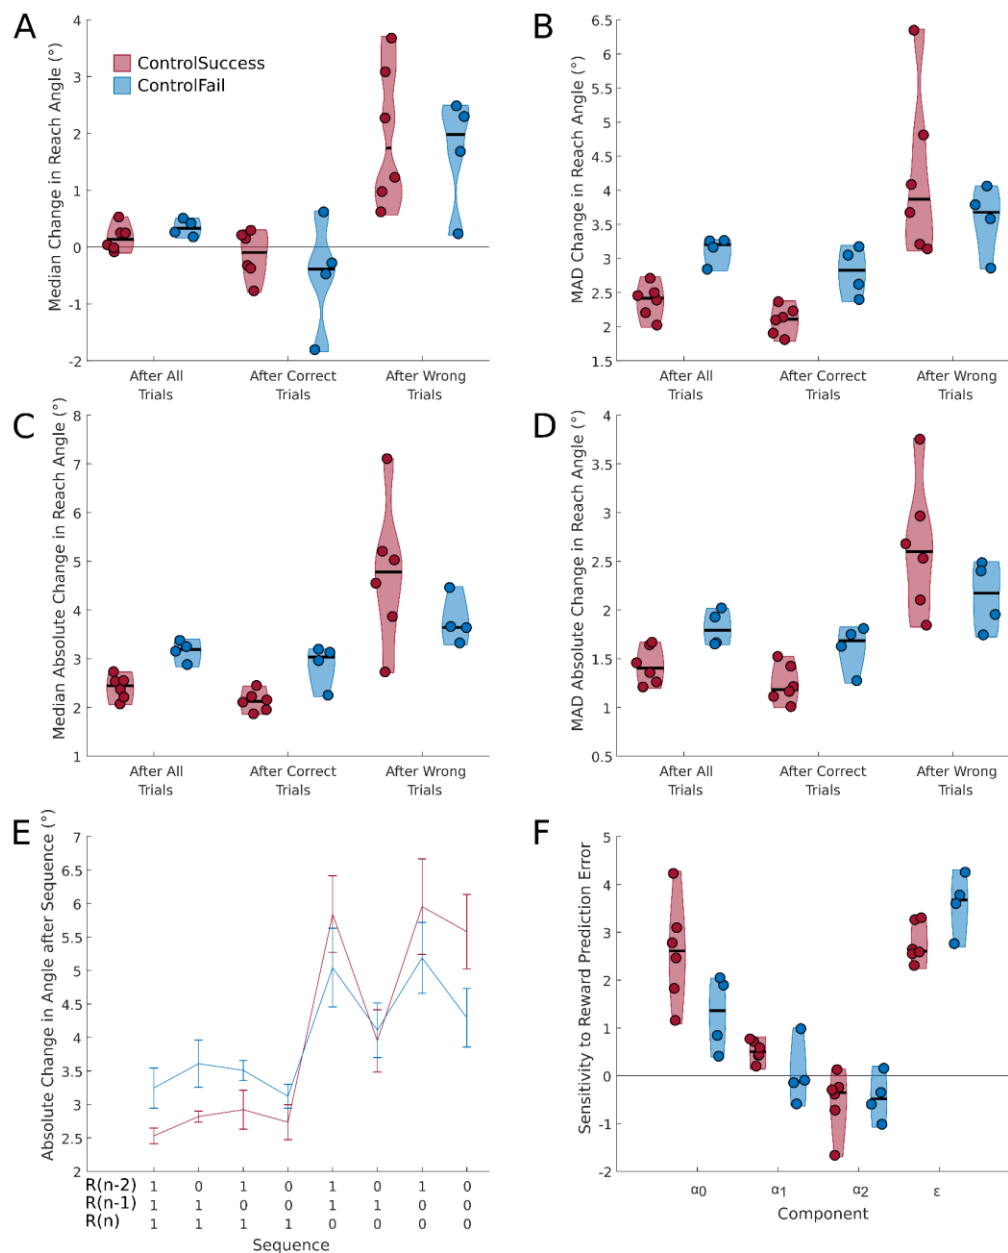 A
Median Change in Reach Angle (°)
4
3
2
1
0
-1
-2
ControlSuccess
ControlFail
After All
Trials
After Correct
Trials
After Wrong
Trials
B
MAD Change in Reach Angle (°)
6.5
6
5.5
5
4.5
4
3.5
3
2.5
2
1.5
After All
Trials
After Correct
Trials
After Wrong
Trials
C
Median Absolute Change in Reach Angle (°)
8
7
6
5
4
3
2
1
After All
Trials
After Correct
Trials
After Wrong
Trials
D
MAD Absolute Change in Reach Angle (°)
4
3.5
3
2.5
2
1.5
1
0.5
After All
Trials
After Correct
Trials
After Wrong
Trials
E
Absolute Change in Angle after Sequence (°)
7
6.5
6
5.5
5
4.5
4
3.5
3
2.5
2
R(n-2) 1 0 1 0 1 0 1 0
R(n-1) 1 1 0 0 1 1 0 0
R(n) 1 1 1 1 0 0 0 0
Sequence
F
Sensitivity to Reward Prediction Error
5
4
3
2
1
0
-1
-2
α0 α1 α2 ε
Component